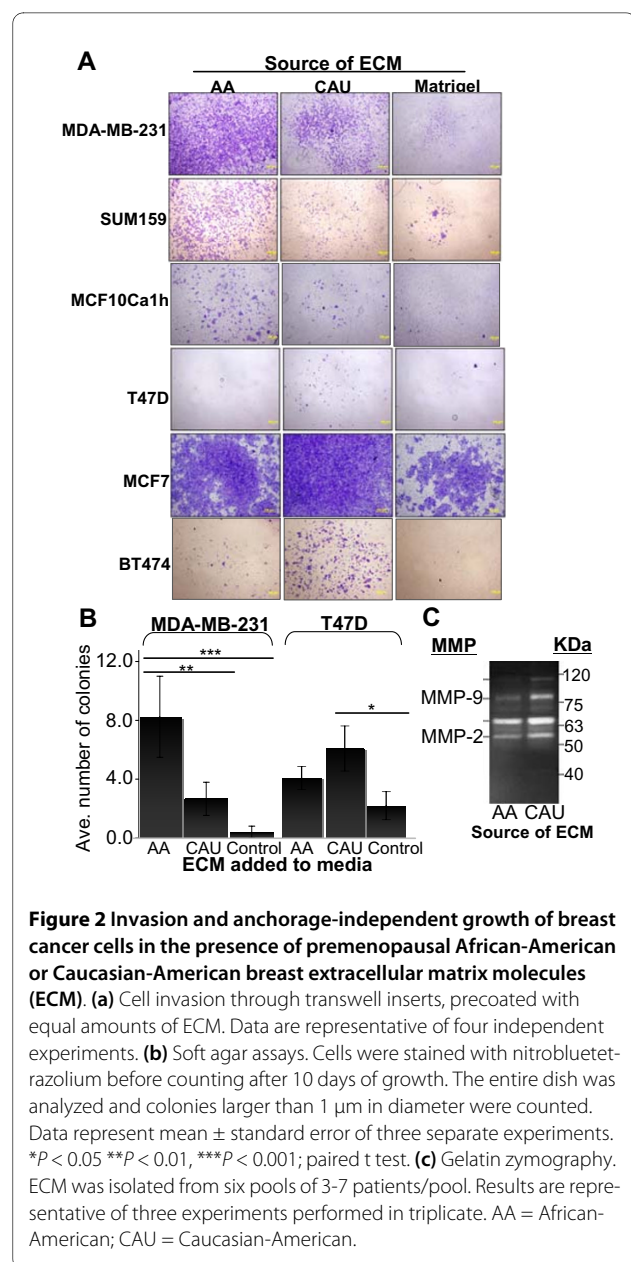 A
Source of ECM
AA CAU Matrigel
MDA-MB-231
SUM159
MCF10Ca1h
T47D
MCF7
BT474
B
MDA-MB-231 T47D
Ave. number of colonies
12.0
8.0
4.0
0.0
***
**
*
AA CAU Control AA CAU Control
ECM added to media
C
MMP KDa
MMP-9
MMP-2
120
75
63
50
40
AA CAU
Source of ECM
Figure 2 Invasion and anchorage-independent growth of breast
cancer cells in the presence of premenopausal African-American
or Caucasian-American breast extracellular matrix molecules
(ECM). (a) Cell invasion through transwell inserts, precoated with
equal amounts of ECM. Data are representative of four independent
experiments. (b) Soft agar assays. Cells were stained with nitrobluetet-
razolium before counting after 10 days of growth. The entire dish was
analyzed and colonies larger than 1 μm in diameter were counted.
Data represent mean ± standard error of three separate experiments.
*P < 0.05 **P < 0.01, ***P < 0.001; paired t test. (c) Gelatin zymography.
ECM was isolated from six pools of 3-7 patients/pool. Results are repre-
sentative of three experiments performed in triplicate. AA = African-
American; CAU = Caucasian-American.